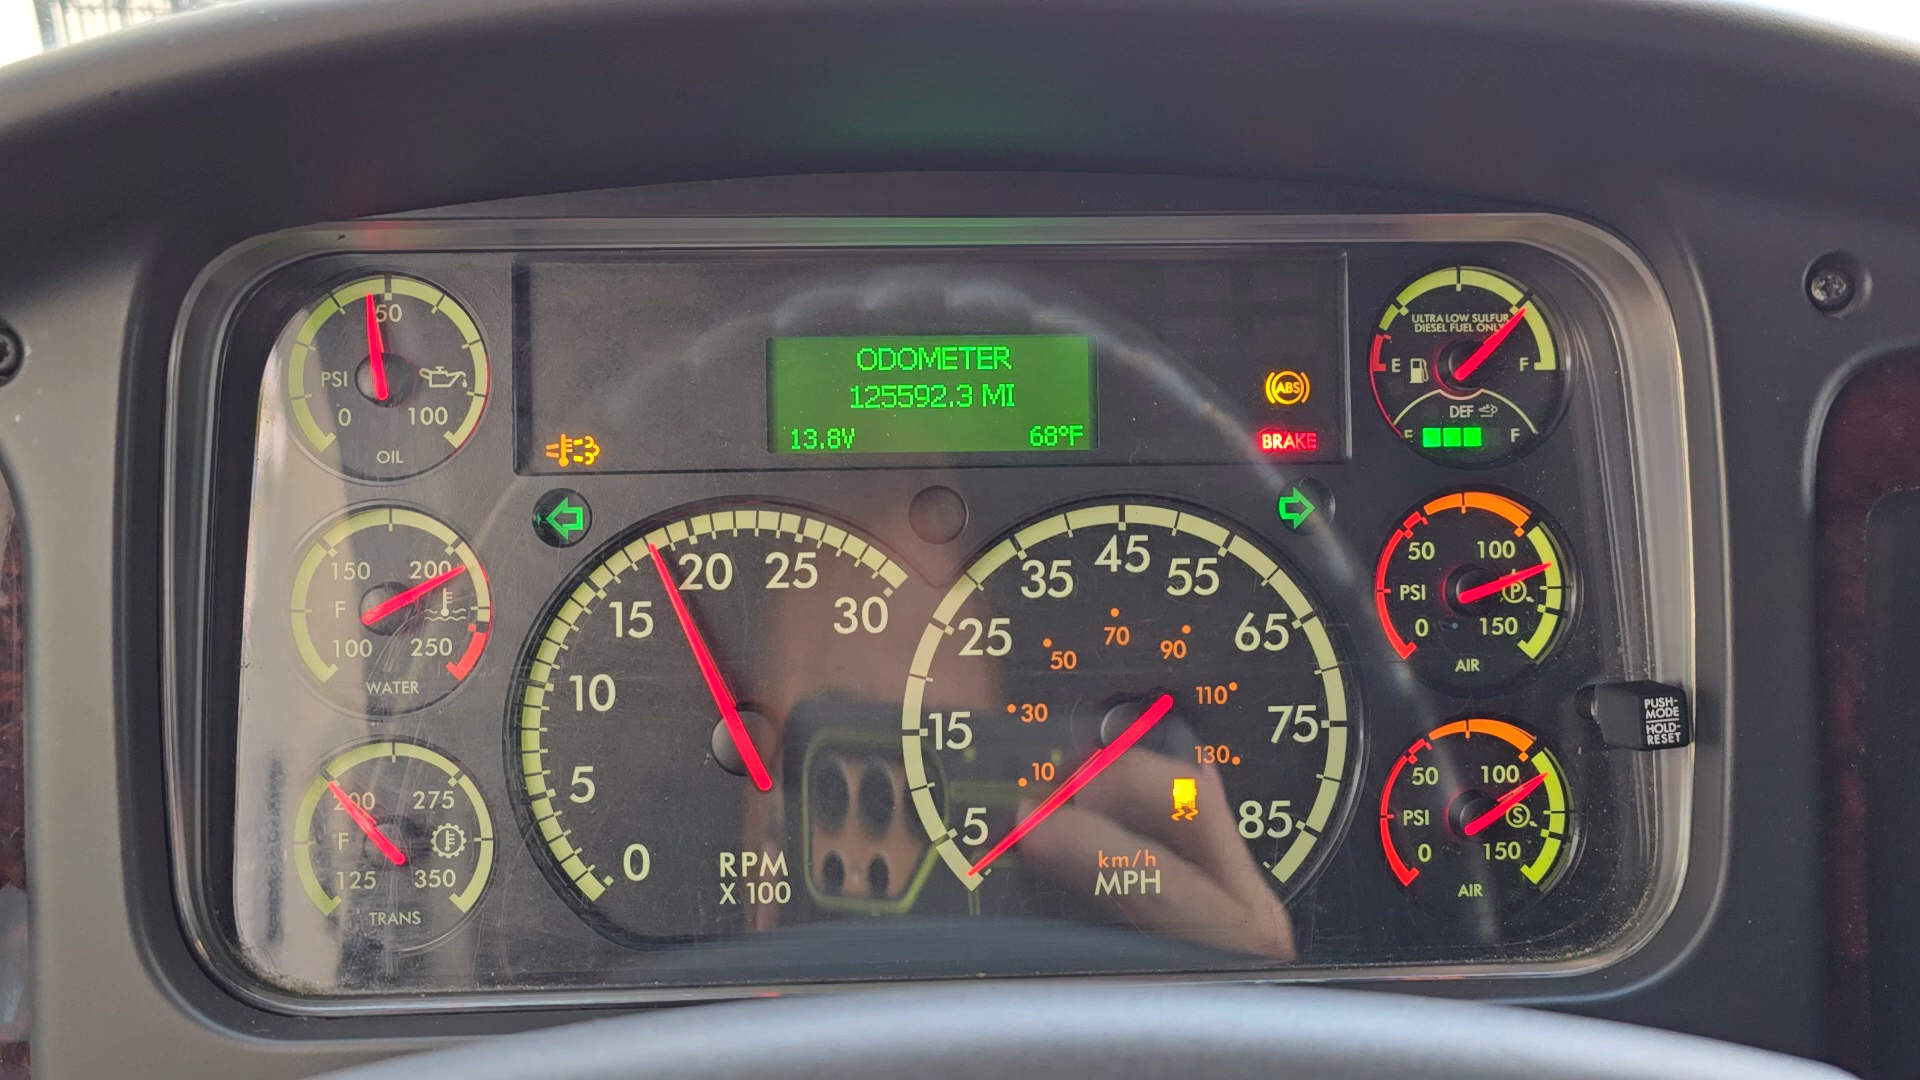 50
PSI
0 100
OIL
150 200
°F
100 250
WATER
200 275
°F
125 350
TRANS
ODOMETER
125592.3 MI
13.8V 68°F
ABS
BRAKE
0
5
10
15
20
25
30
RPM
X 100
5
15
25
35
45
55
65
75
85
10
30
50
70
90
110
130
km/h
MPH
ULTRA LOW SULFUR
DIESEL FUEL ONLY
E F
DEF
F
50 100
PSI P
0 150
AIR
50 100
PSI S
0 150
AIR
PUSH-
MODE
HOLD-
RESET